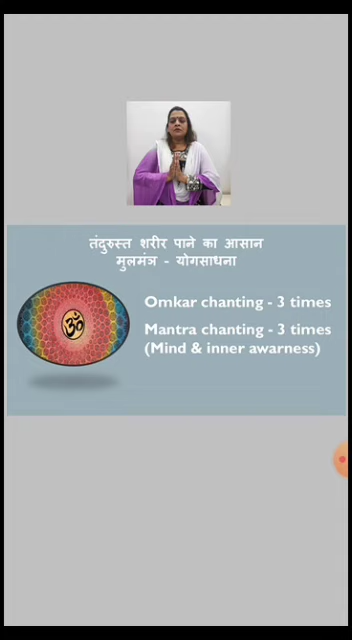 तंदुरुस्त शरीर पाने का आसान
मुलमंञ - योगसाधना
ॐ
Omkar chanting - 3 times
Mantra chanting - 3 times
(Mind & inner awarness)